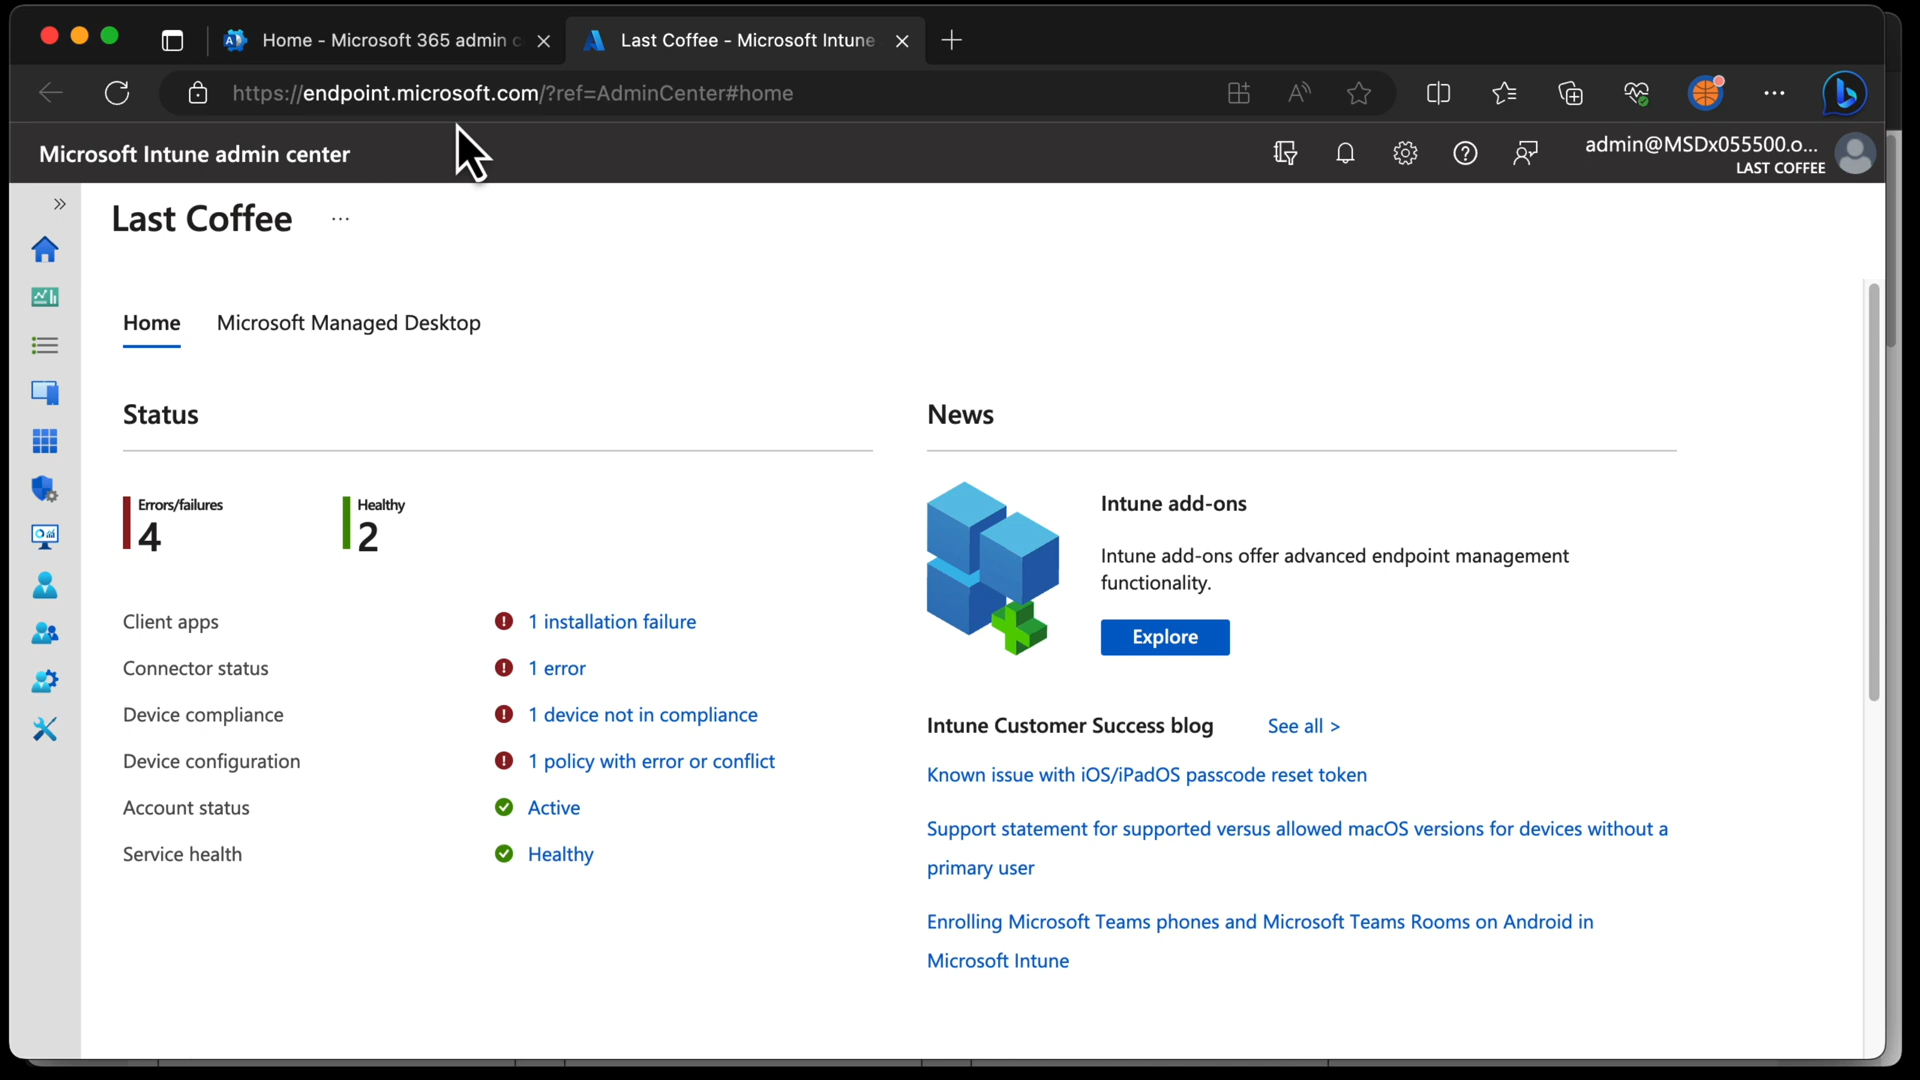 Home - Microsoft 365 admin c
Last Coffee - Microsoft Intune
https://endpoint.microsoft.com/?ref=AdminCenter#home
Microsoft Intune admin center
admin@MSDx055500.o...
LAST COFFEE
Last Coffee ...
Home
Microsoft Managed Desktop
Status
Errors/failures
4
Healthy
2
Client apps
1 installation failure
Connector status
1 error
Device compliance
1 device not in compliance
Device configuration
1 policy with error or conflict
Account status
Active
Service health
Healthy
News
Intune add-ons
Intune add-ons offer advanced endpoint management
functionality.
Explore
Intune Customer Success blog
See all >
Known issue with iOS/iPadOS passcode reset token
Support statement for supported versus allowed macOS versions for devices without a
primary user
Enrolling Microsoft Teams phones and Microsoft Teams Rooms on Android in
Microsoft Intune